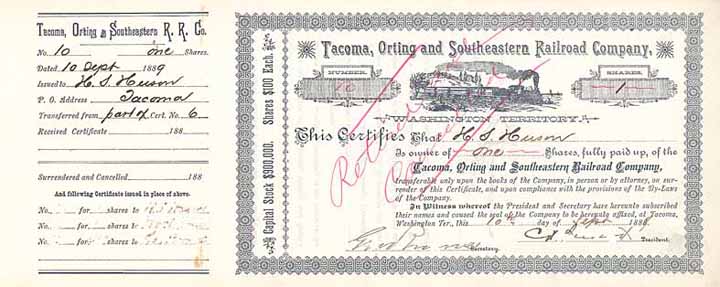 Tacoma, Orting & Southeastern R. R. Co.
No. 10 one Shares.
Dated 10 Sept 1889
Issued to H. S. Huson
P. O. Address Tacoma
Transferred from part of Cert. No. 6
Received Certificate 188
Surrendered and Cancelled 188
And following Certificate issued in place of above.
No. for shares to
No. for shares to
No. for shares to
Capital Stock $300,000. Shares $100 Each.
Tacoma, Orting and Southeastern Railroad Company,
NUMBER
10
SHARES
1
WASHINGTON TERRITORY.
This Certifies That H. S. Huson
Is owner of one Shares, fully paid up, of the
Tacoma, Orting and Southeastern Railroad Company,
transferable only upon the books of the Company, in person or by attorney, on sur-
render of this Certificate, and upon compliance with the provisions of the By-Laws
of the Company.
In Witness whereof the President and Secretary have hereunto subscribed
their names and caused the seal of the Company to be hereunto affixed, at Tacoma,
Washington Ter., this 10th day of Sept 1889.
Secretary.
President.
Returned and
Cancelled